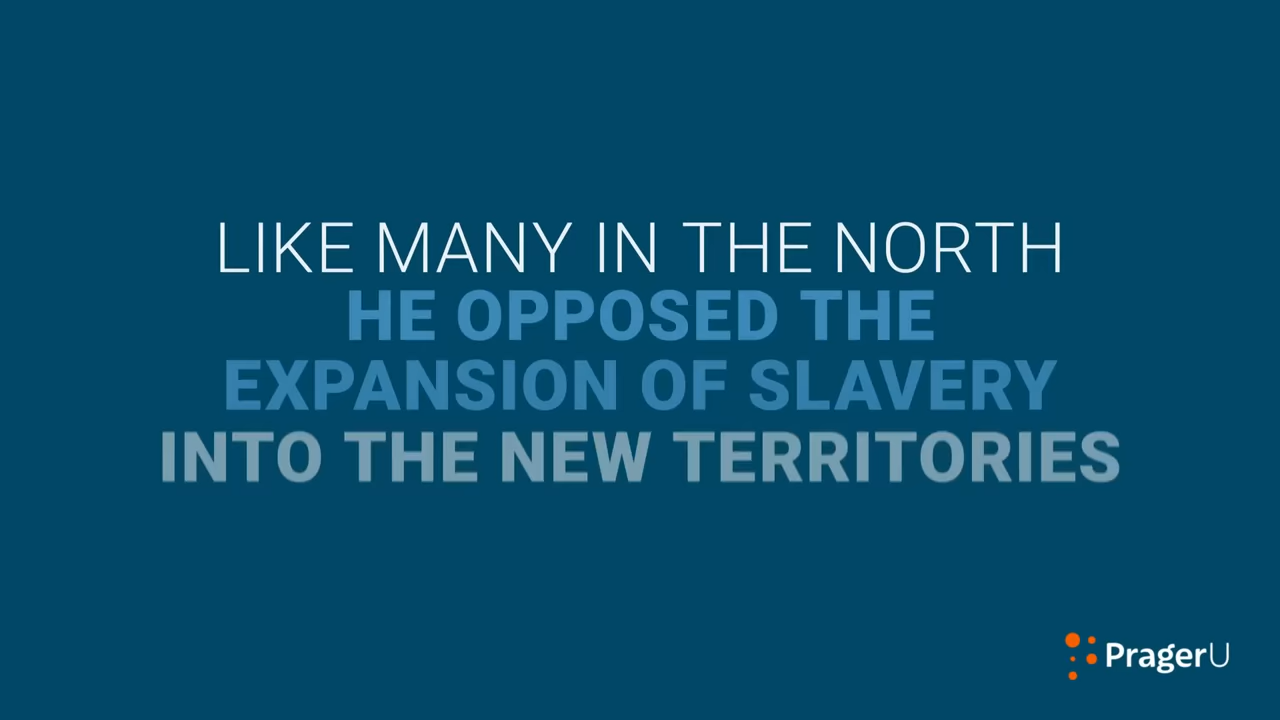 LIKE MANY IN THE NORTH
HE OPPOSED THE
EXPANSION OF SLAVERY
INTO THE NEW TERRITORIES
PragerU